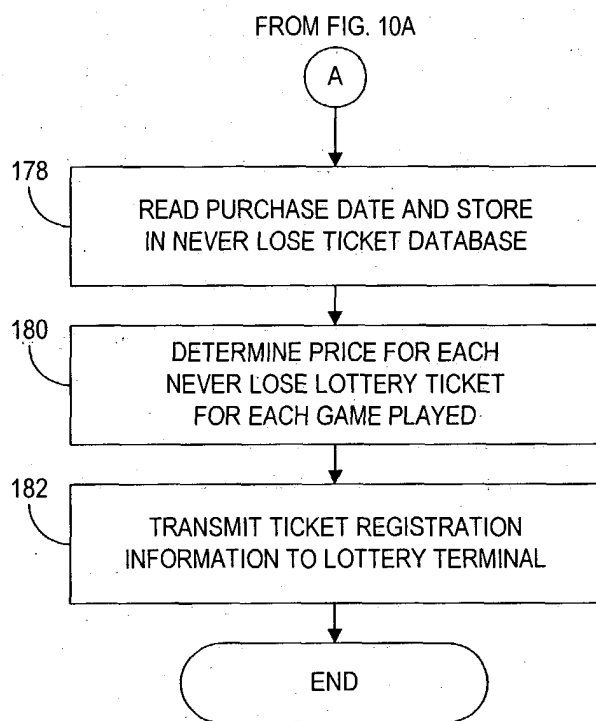 FROM FIG. 10A
A
178
READ PURCHASE DATE AND STORE
IN NEVER LOSE TICKET DATABASE
180
DETERMINE PRICE FOR EACH
NEVER LOSE LOTTERY TICKET
FOR EACH GAME PLAYED
182
TRANSMIT TICKET REGISTRATION
INFORMATION TO LOTTERY TERMINAL
END